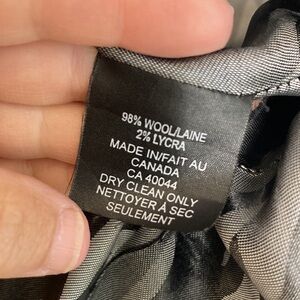 98% WOOL/LAINE
2% LYCRA
MADE IN/FAIT AU
CANADA
CA 40044
DRY CLEAN ONLY
NETTOYER À SEC
SEULEMENT